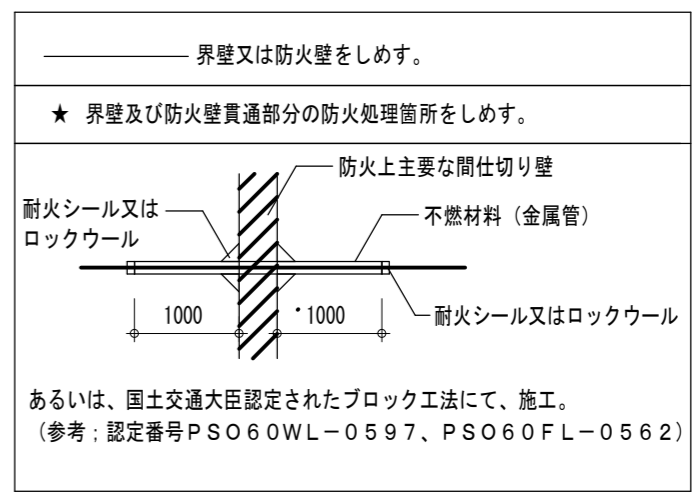 界壁又は防火壁をしめす。
★ 界壁及び防火壁貫通部分の防火処理箇所をしめす。
防火上主要な間仕切り壁
耐火シール又は
ロックウール
不燃材料（金属管）
1000
1000
耐火シール又はロックウール
あるいは、国土交通大臣認定されたブロック工法にて、施工。
（参考；認定番号ＰＳＯ６０ＷＬ－０５９７、ＰＳＯ６０ＦＬ－０５６２）